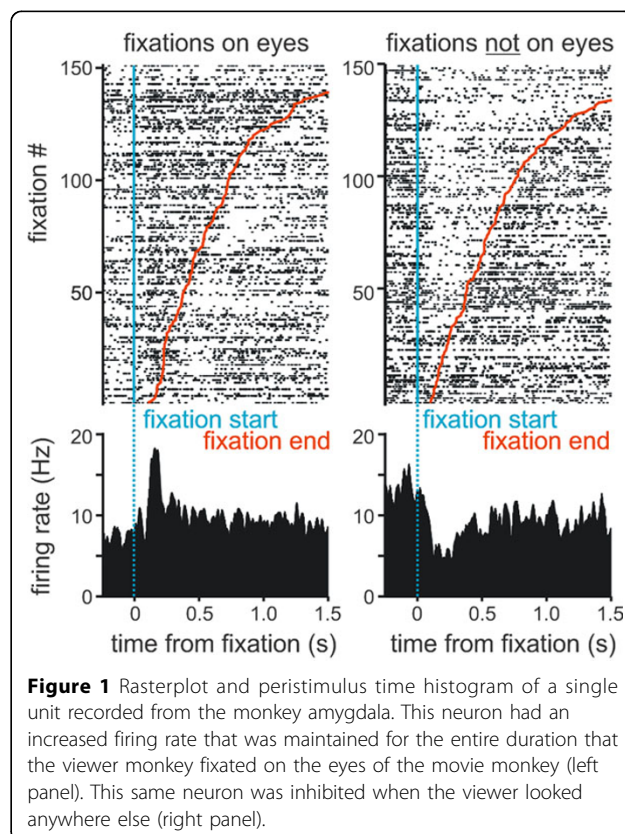 fixations on eyes
fixations not on eyes
150
100
50
fixation #
150
100
50
fixation start
fixation end
fixation start
fixation end
20
10
0
firing rate (Hz)
20
10
0
0 0.5 1.0 1.5
time from fixation (s)
0 0.5 1.0 1.5
time from fixation (s)
Figure 1 Rasterplot and peristimulus time histogram of a single
unit recorded from the monkey amygdala. This neuron had an
increased firing rate that was maintained for the entire duration that
the viewer monkey fixated on the eyes of the movie monkey (left
panel). This same neuron was inhibited when the viewer looked
anywhere else (right panel).